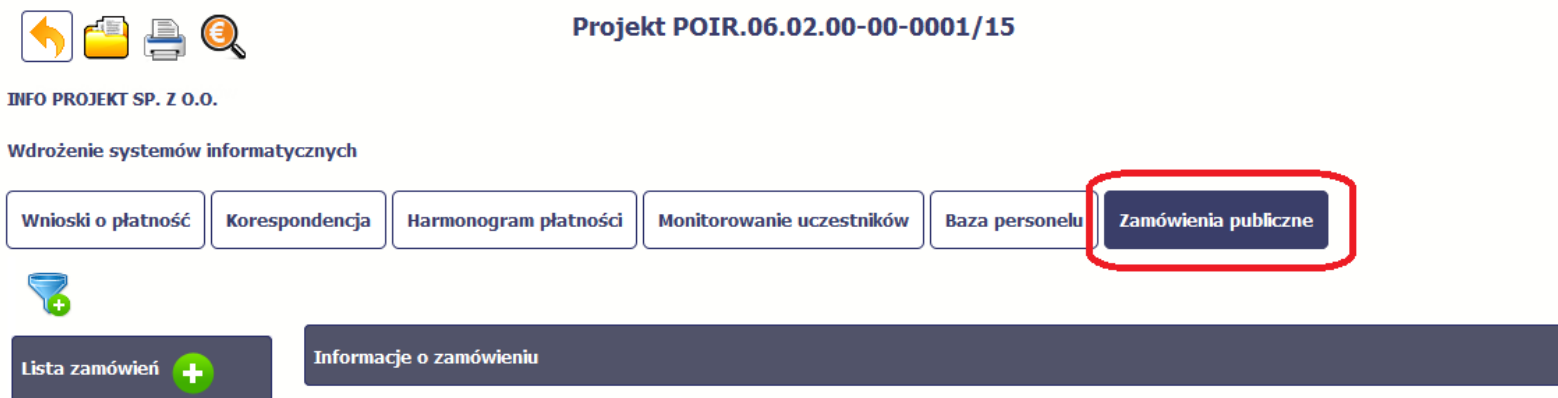 Projekt POIR.06.02.00-00-0001/15
INFO PROJEKT SP. Z O.O.
Wdrożenie systemów informatycznych
Wnioski o płatność Korespondencja Harmonogram płatności Monitorowanie uczestników Baza personelu Zamówienia publiczne
Lista zamówień Informacje o zamówieniu